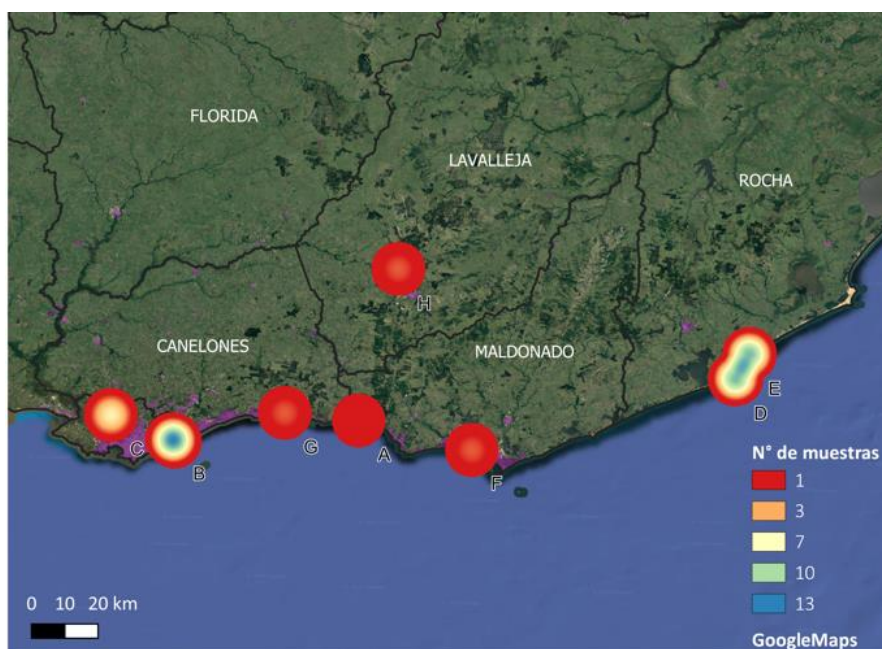 FLORIDA
LAVALLEJA
ROCHA
H
CANELONES
MALDONADO
E
D
C
B
G
A
F
N° de muestras
1
3
7
10
13
0 10 20 km
GoogleMaps